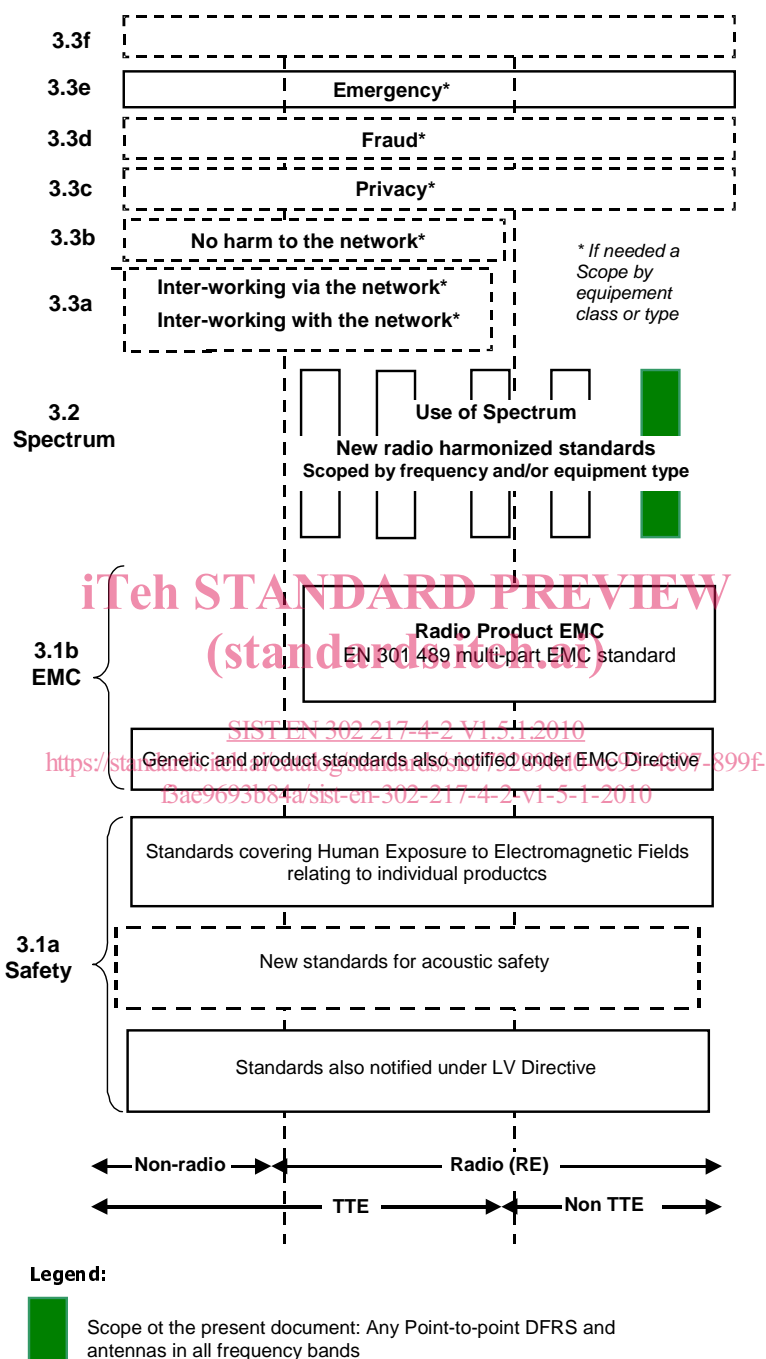 3.3f
3.3e
Emergency*
3.3d
Fraud*
3.3c
Privacy*
3.3b
No harm to the network*
* If needed a
Scope by
equipement
class or type
3.3a
Inter-working via the network*
Inter-working with the network*
3.2
Spectrum
Use of Spectrum
New radio harmonized standards
Scoped by frequency and/or equipment type
iTeh STANDARD PREVIEW
(standards.iteh.ai)
3.1b
EMC
Radio Product EMC
EN 301 489 multi-part EMC standard
SIST EN 302 217-4-2 V1.5.1:2010
Generic and product standards also notified under EMC Directive
f3ae9693b84a/sist-en-302-217-4-2-v1-5-1-2010
3.1a
Safety
Standards covering Human Exposure to Electromagnetic Fields
relating to individual productcs
New standards for acoustic safety
Standards also notified under LV Directive
Non-radio
Radio (RE)
TTE
Non TTE
Legend:
Scope ot the present document: Any Point-to-point DFRS and
antennas in all frequency bands